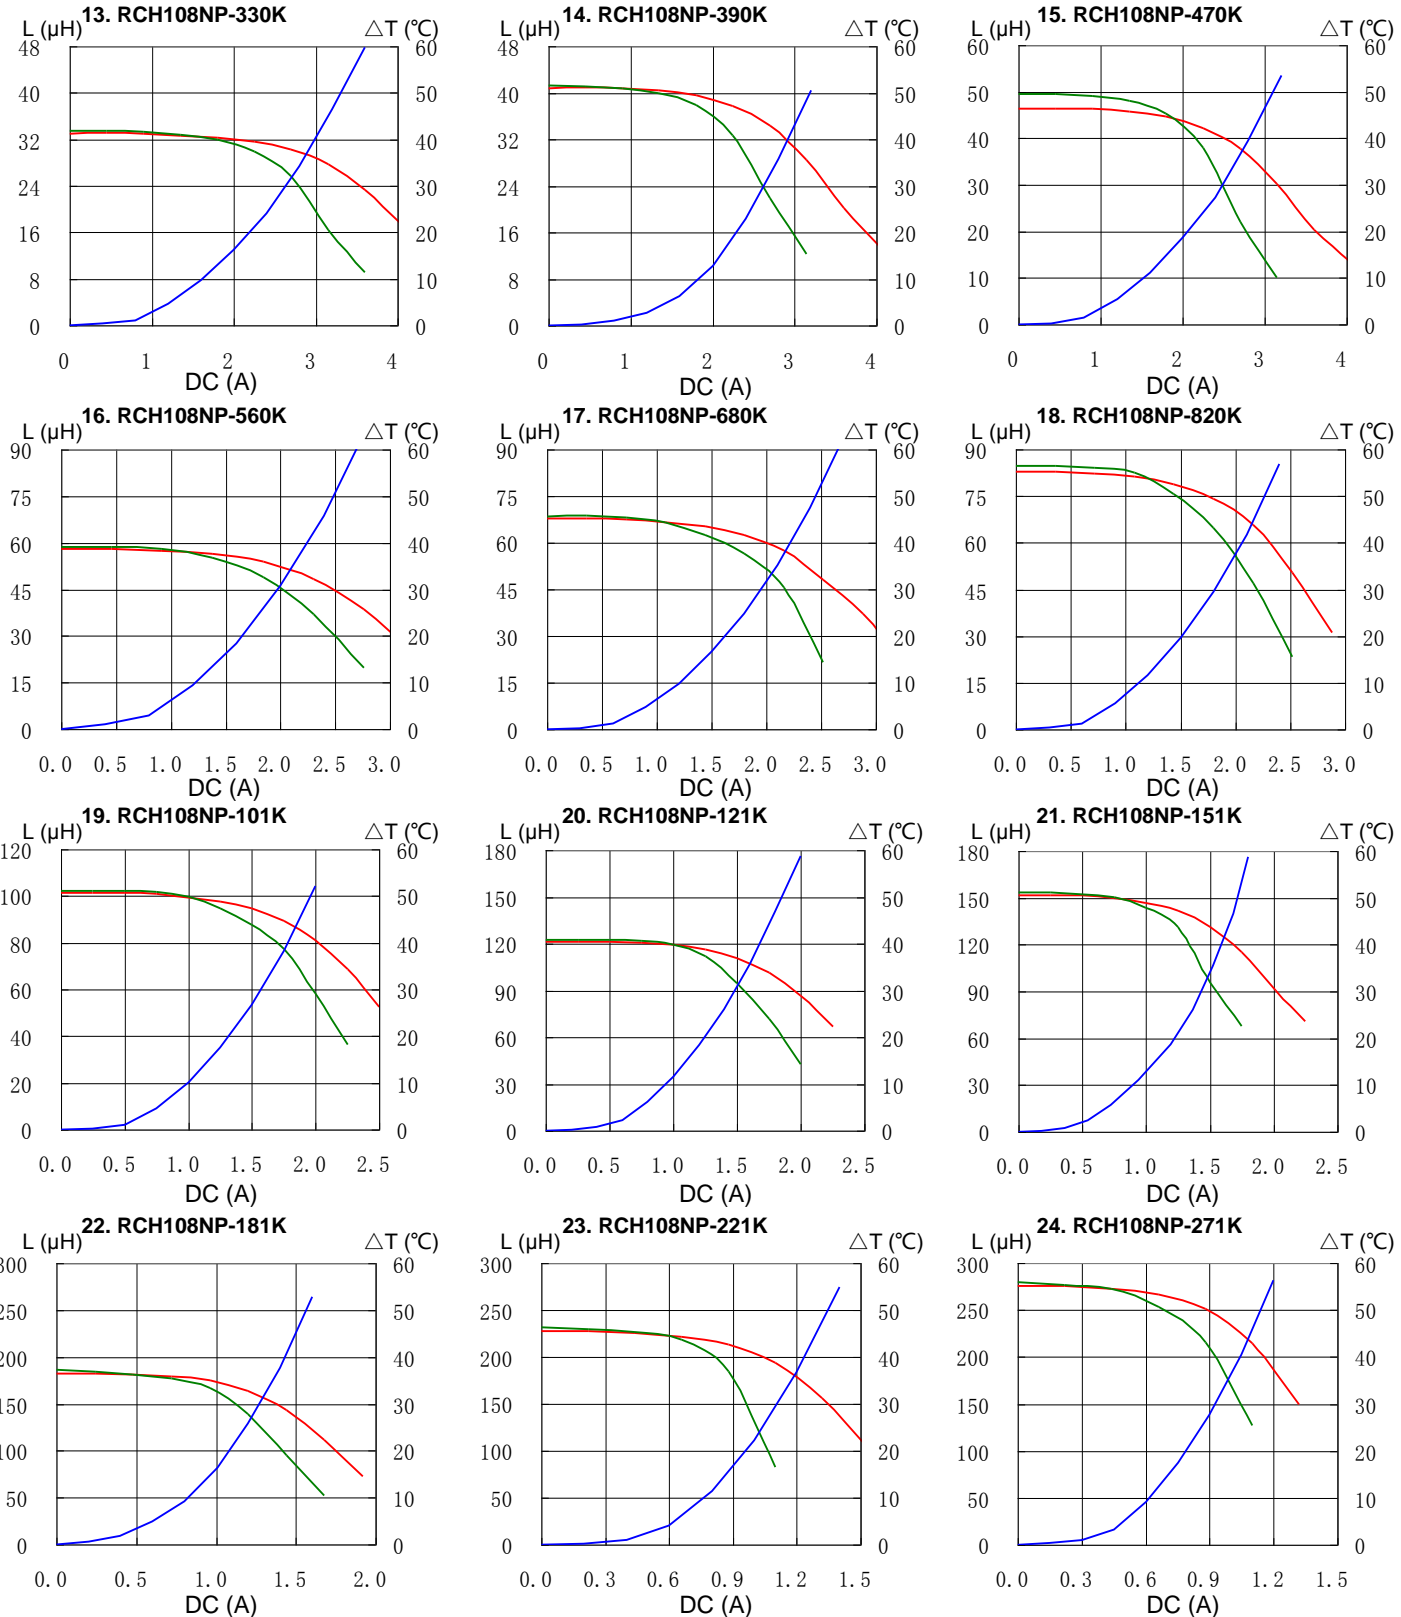 13. RCH108NP-330K
L (μH)
△T (℃)
48
40
32
24
16
8
0
60
50
40
30
20
10
0
0 1 2 3 4
DC (A)
14. RCH108NP-390K
L (μH)
△T (℃)
48
40
32
24
16
8
0
60
50
40
30
20
10
0
0 1 2 3 4
DC (A)
15. RCH108NP-470K
L (μH)
△T (℃)
60
50
40
30
20
10
0
60
50
40
30
20
10
0
0 1 2 3 4
DC (A)
16. RCH108NP-560K
L (μH)
△T (℃)
90
75
60
45
30
15
0
60
50
40
30
20
10
0
0.0 0.5 1.0 1.5 2.0 2.5 3.0
DC (A)
17. RCH108NP-680K
L (μH)
△T (℃)
90
75
60
45
30
15
0
60
50
40
30
20
10
0
0.0 0.5 1.0 1.5 2.0 2.5 3.0
DC (A)
18. RCH108NP-820K
L (μH)
△T (℃)
90
75
60
45
30
15
0
60
50
40
30
20
10
0
0.0 0.5 1.0 1.5 2.0 2.5 3.0
DC (A)
19. RCH108NP-101K
L (μH)
△T (℃)
120
100
80
60
40
20
0
60
50
40
30
20
10
0
0.0 0.5 1.0 1.5 2.0 2.5
DC (A)
20. RCH108NP-121K
L (μH)
△T (℃)
180
150
120
90
60
30
0
60
50
40
30
20
10
0
0.0 0.5 1.0 1.5 2.0 2.5
DC (A)
21. RCH108NP-151K
L (μH)
△T (℃)
180
150
120
90
60
30
0
60
50
40
30
20
10
0
0.0 0.5 1.0 1.5 2.0 2.5
DC (A)
22. RCH108NP-181K
L (μH)
△T (℃)
300
250
200
150
100
50
0
60
50
40
30
20
10
0
0.0 0.5 1.0 1.5 2.0
DC (A)
23. RCH108NP-221K
L (μH)
△T (℃)
300
250
200
150
100
50
0
60
50
40
30
20
10
0
0.0 0.3 0.6 0.9 1.2 1.5
DC (A)
24. RCH108NP-271K
L (μH)
△T (℃)
300
250
200
150
100
50
0
60
50
40
30
20
10
0
0.0 0.3 0.6 0.9 1.2 1.5
DC (A)